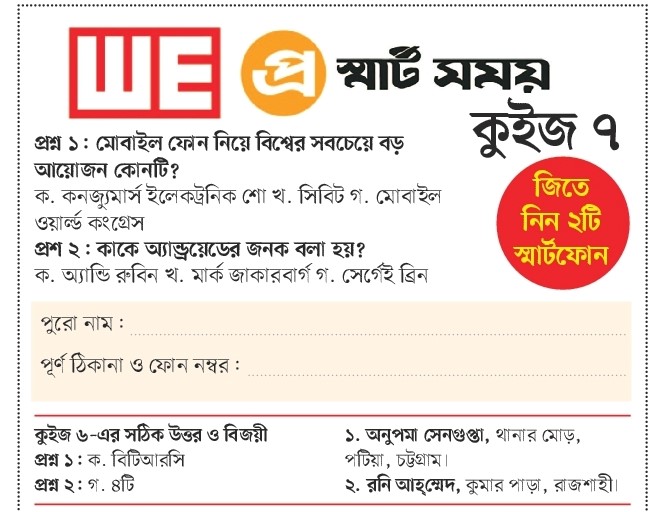 WE প্র স্মার্ট সময়
কুইজ ৭
প্রশ্ন ১ : মোবাইল ফোন নিয়ে বিশ্বের সবচেয়ে বড়
আয়োজন কোনটি?
ক. কনজ্যুমার্স ইলেকট্রনিক শো খ. সিবিট গ. মোবাইল
ওয়ার্ল্ড কংগ্রেস
প্রশ ২ : কাকে অ্যান্ড্রয়েডের জনক বলা হয়?
ক. অ্যান্ডি রুবিন খ. মার্ক জাকারবার্গ গ. সের্গেই ব্রিন
জিতে
নিন ২টি
স্মার্টফোন
পুরো নাম :
পূর্ণ ঠিকানা ও ফোন নম্বর :
কুইজ ৬-এর সঠিক উত্তর ও বিজয়ী
প্রশ্ন ১ : ক. বিটিআরসি
প্রশ্ন ২ : গ. ৪টি
১. অনুপমা সেনগুপ্তা, থানার মোড়,
পটিয়া, চট্টগ্রাম।
২. রনি আহ্‌ম্মেদ, কুমার পাড়া, রাজশাহী।